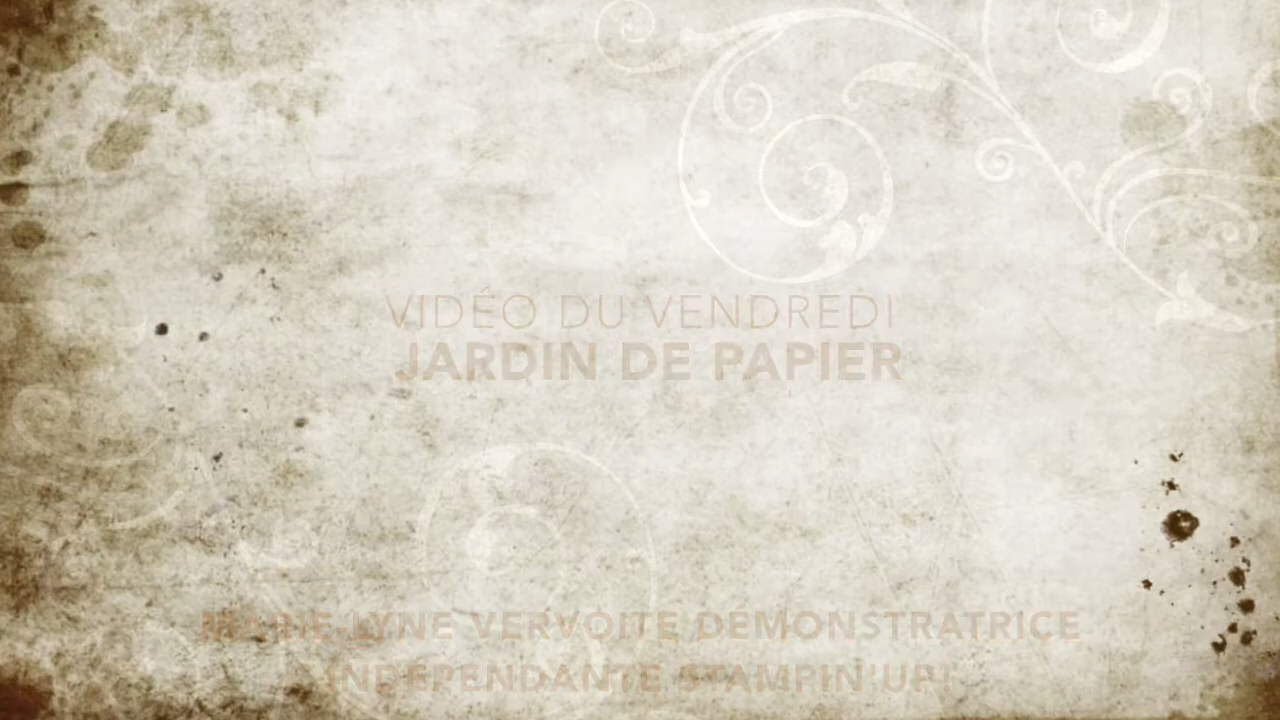 VIDÉO DU VENDREDI
JARDIN DE PAPIER
MARIE-LYNE VERVOITE DÉMONSTRATRICE
INDÉPENDANTE STAMPIN'UP!